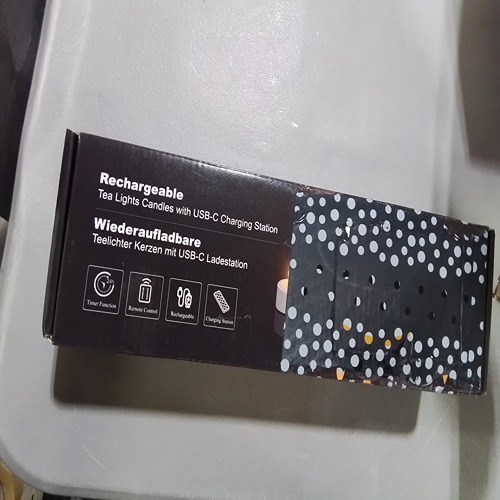 Rechargeable
Tea Lights Candles with USB-C Charging Station
Wiederaufladbare
Teelichter Kerzen mit USB-C Ladestation
Timer Function
Remote Control
Rechargeable
Charging Station